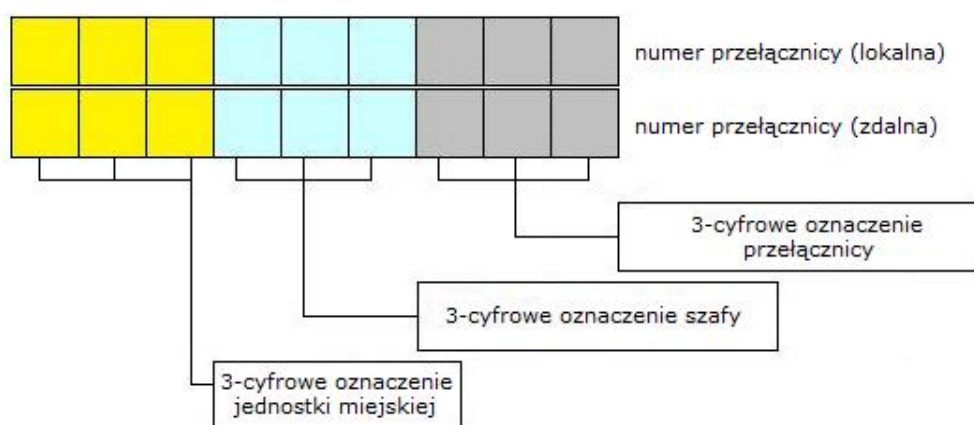 numer przełącznicy (lokalna)
numer przełącznicy (zdalna)
3-cyfrowe oznaczenie
przełącznicy
3-cyfrowe oznaczenie szafy
3-cyfrowe oznaczenie
jednostki miejskiej